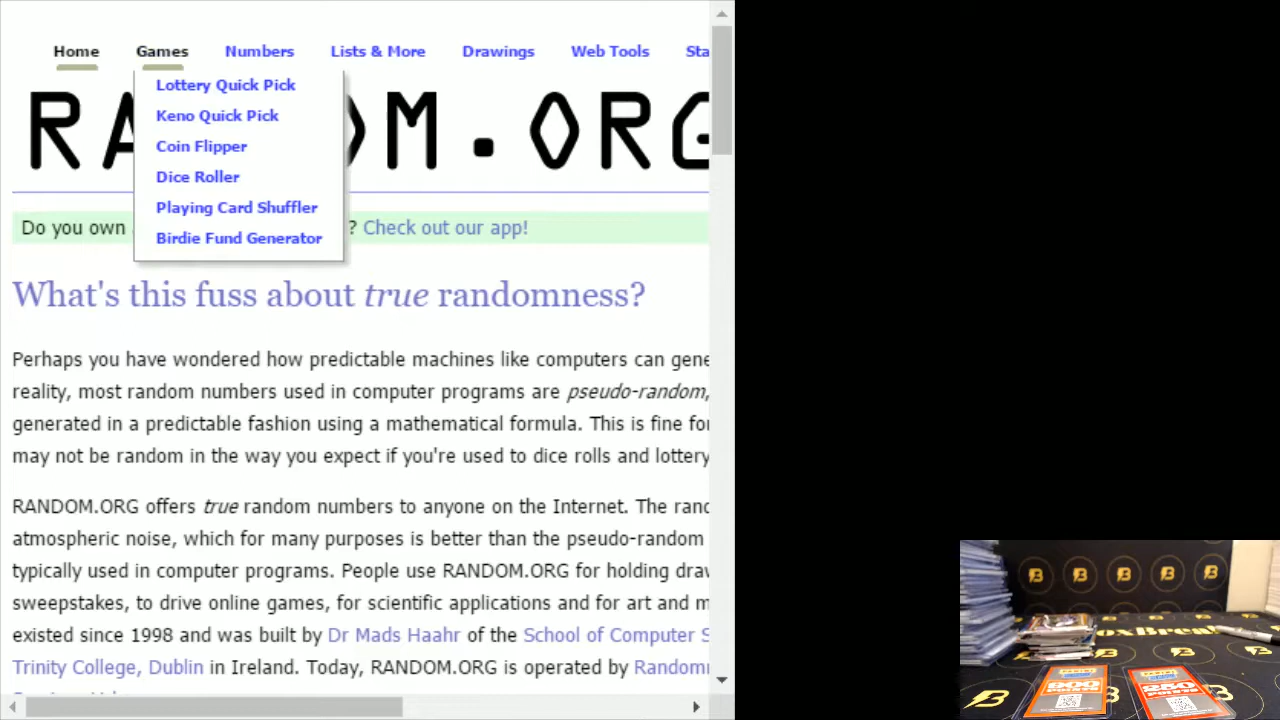 Home Games Numbers Lists & More Drawings Web Tools Sta
Lottery Quick Pick
Keno Quick Pick
Coin Flipper
Dice Roller
Playing Card Shuffler
Birdie Fund Generator
RA OM.ORG
Do you own ? Check out our app!
What's this fuss about true randomness?
Perhaps you have wondered how predictable machines like computers can gene
reality, most random numbers used in computer programs are pseudo-random,
generated in a predictable fashion using a mathematical formula. This is fine for
may not be random in the way you expect if you're used to dice rolls and lottery
RANDOM.ORG offers true random numbers to anyone on the Internet. The rand
atmospheric noise, which for many purposes is better than the pseudo-random
typically used in computer programs. People use RANDOM.ORG for holding draw
sweepstakes, to drive online games, for scientific applications and for art and m
existed since 1998 and was built by Dr Mads Haahr of the School of Computer S
Trinity College, Dublin in Ireland. Today, RANDOM.ORG is operated by Random
oxBreak
POINTS
POINTS